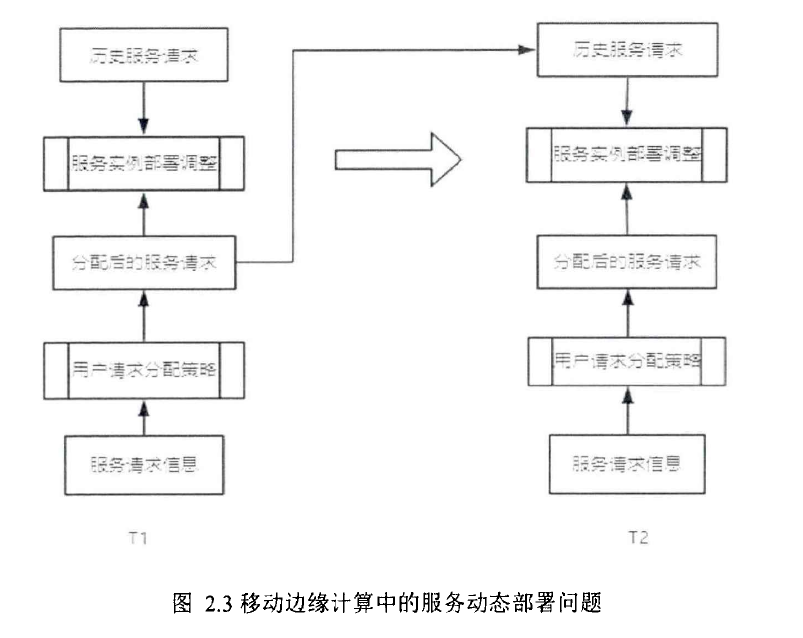 历史服务请求
服务实例部署调整
分配后的服务请求
用户请求分配策略
服务请求信息
T1
历史服务请求
服务实例部署调整
分配后的服务请求
用户请求分配策略
服务请求信息
T2
图 2.3 移动边缘计算中的服务动态部署问题